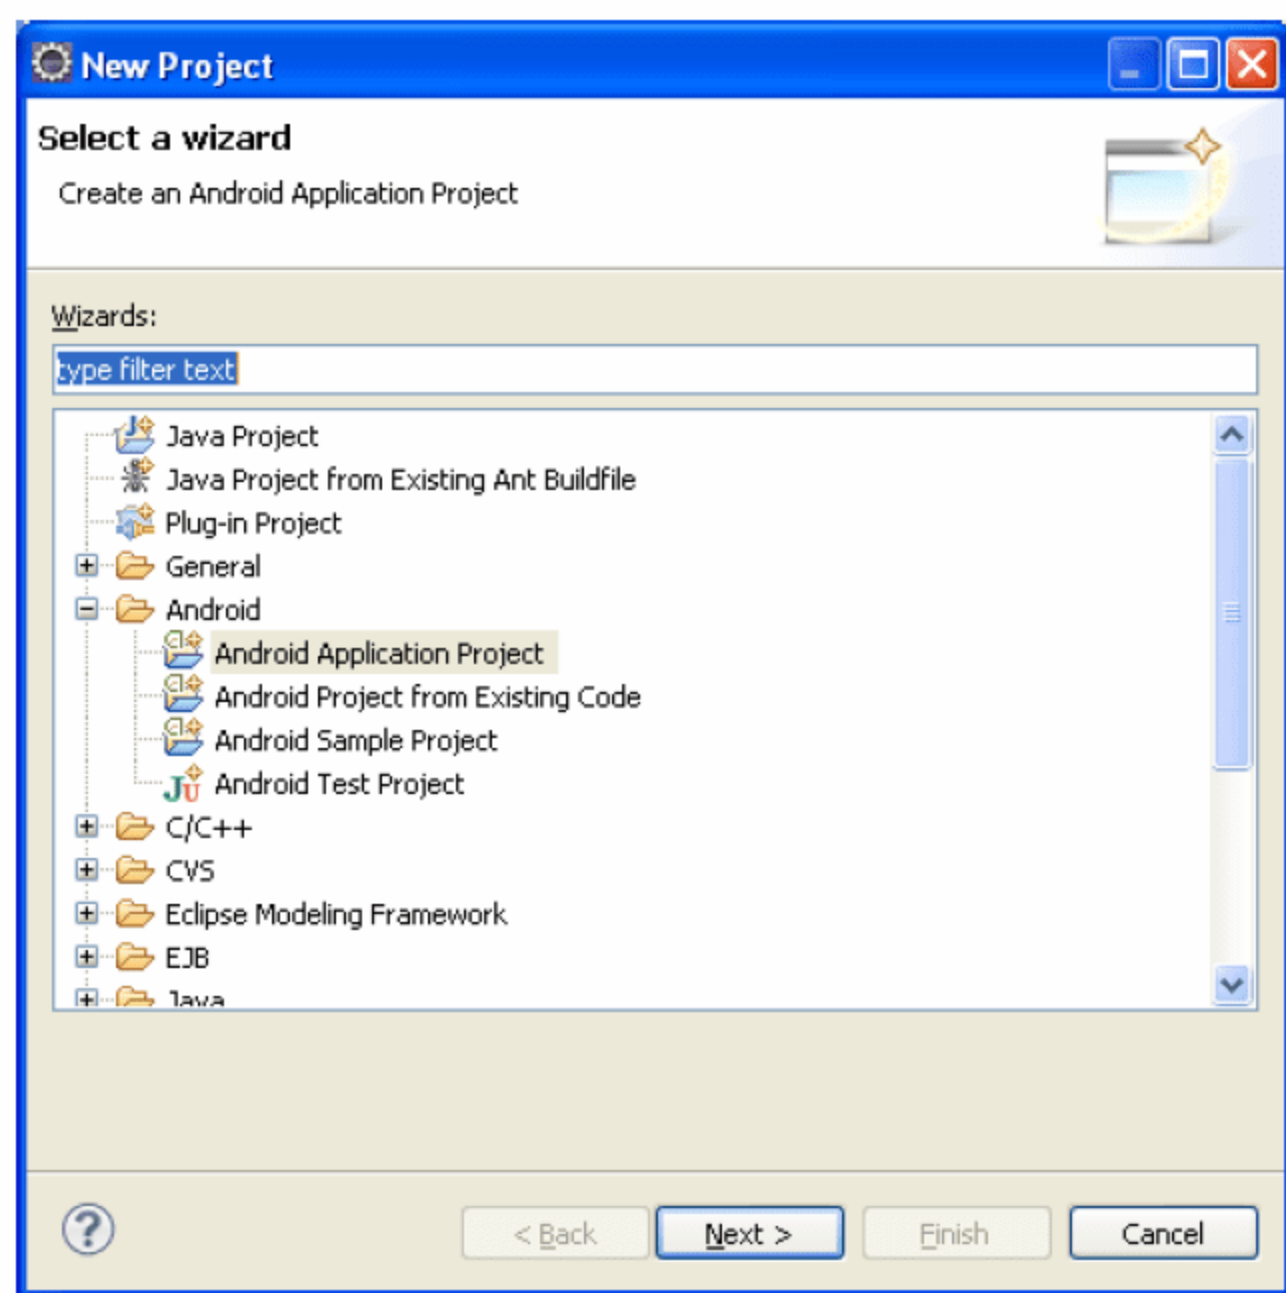 New Project
Select a wizard
Create an Android Application Project
Wizards:
type filter text
Java Project
Java Project from Existing Ant Buildfile
Plug-in Project
General
Android
Android Application Project
Android Project from Existing Code
Android Sample Project
Android Test Project
C/C++
CVS
Eclipse Modeling Framework
EJB
Java
< Back Next > Finish Cancel